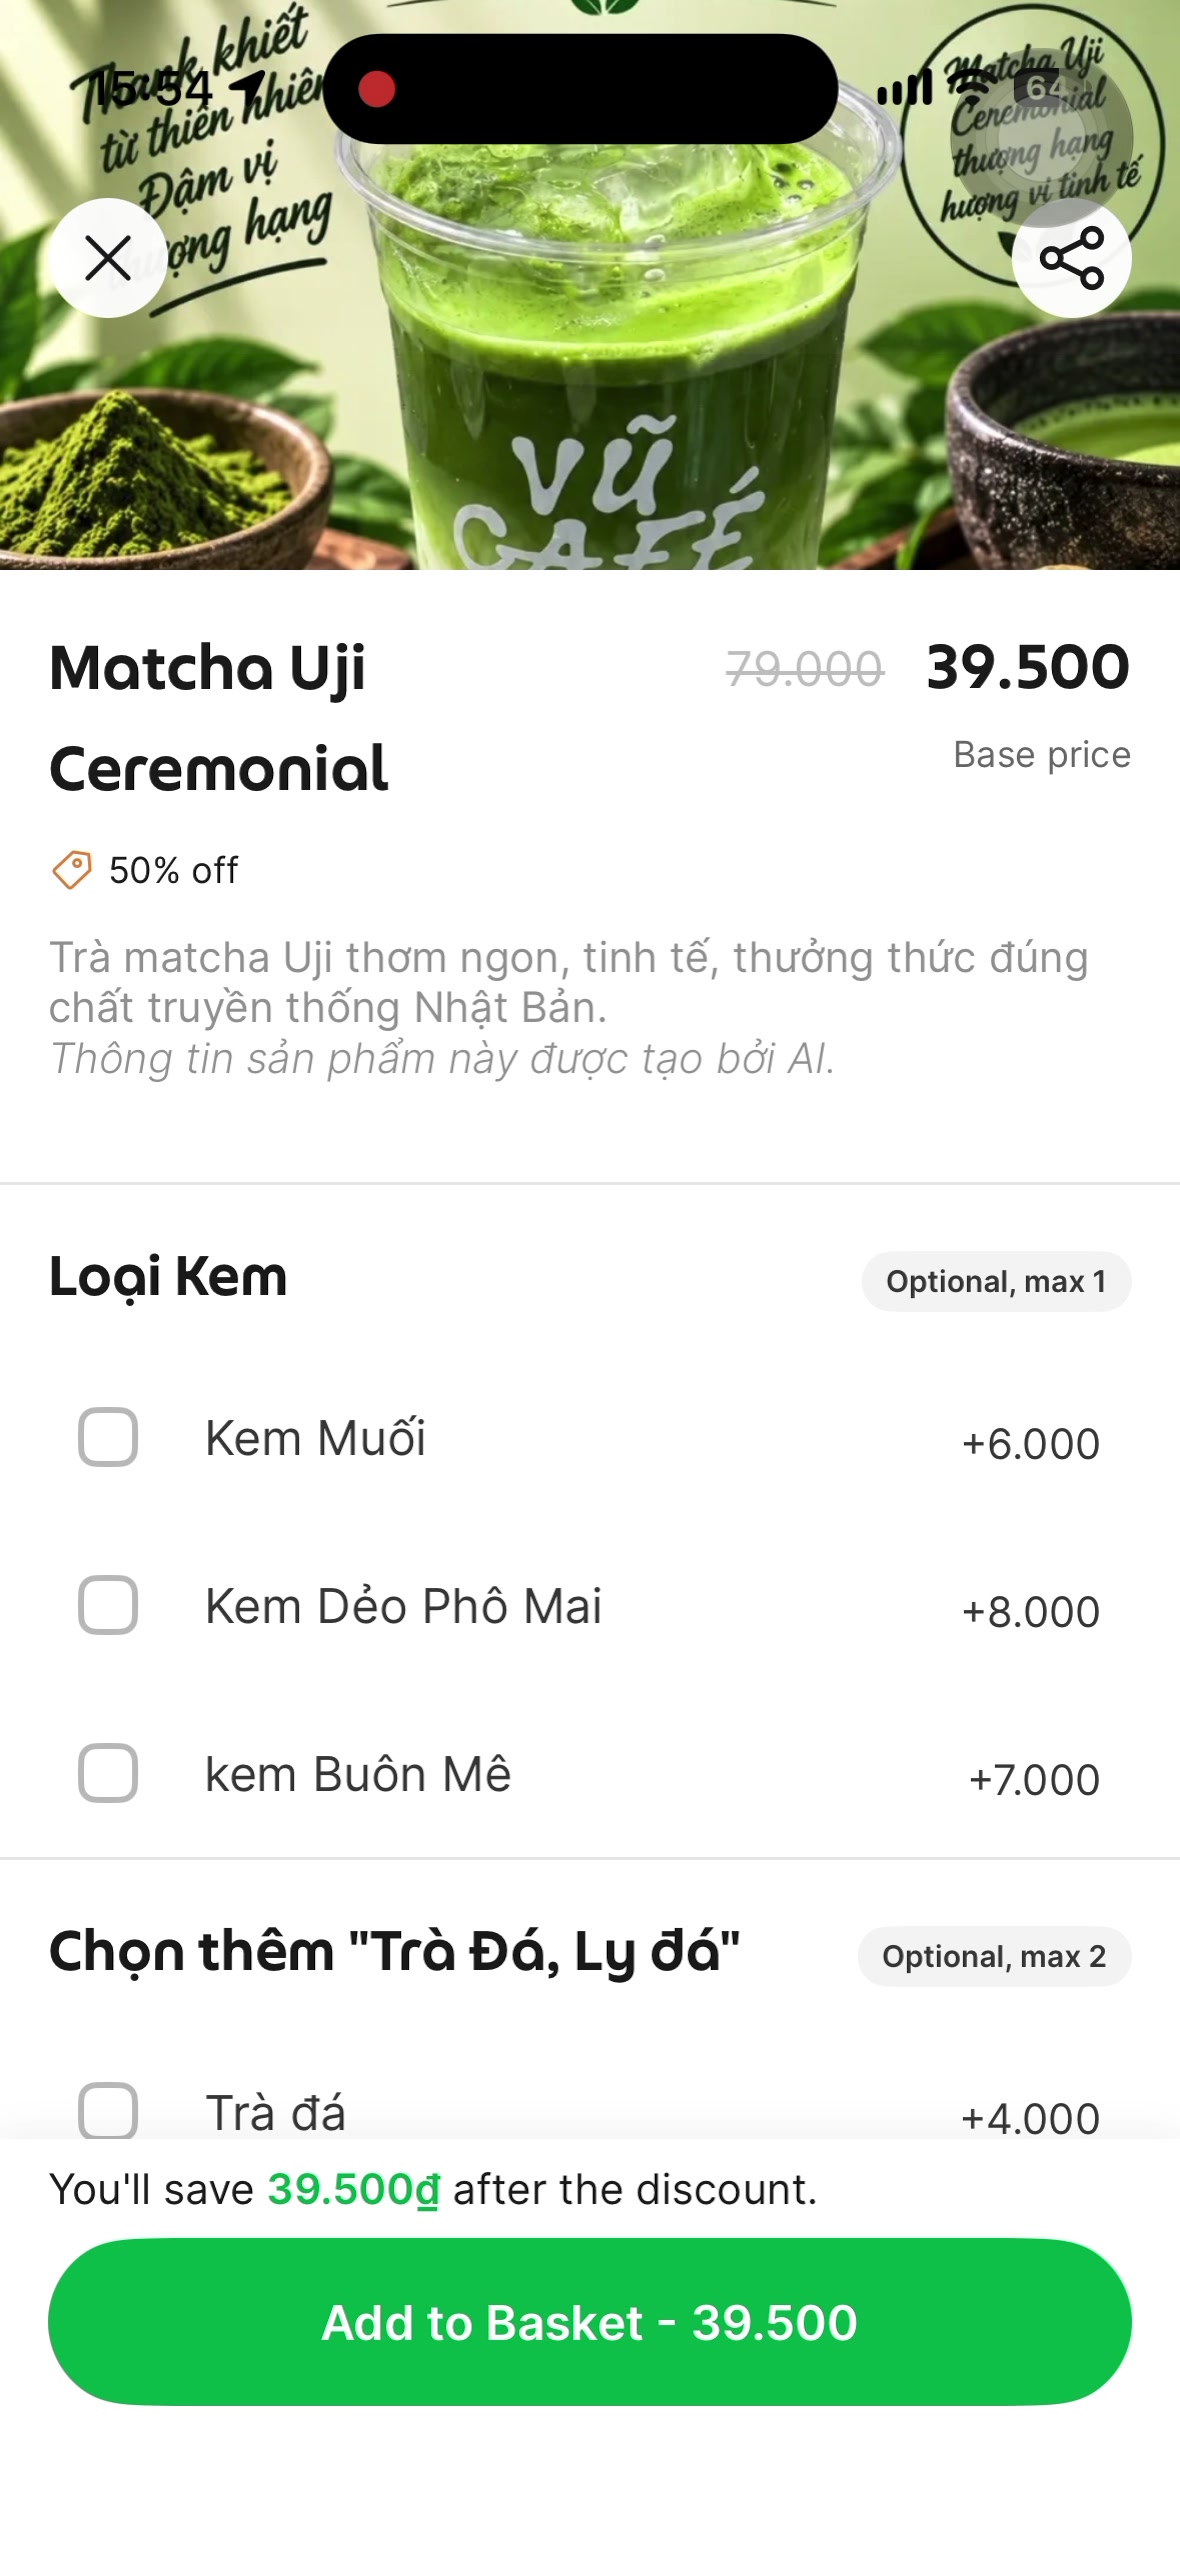 Thanh khiết
từ thiên nhiên
Đậm vị
hạng
15:54
64
Matcha Uji
Ceremonial
thượng hạng
hương vị tinh tế
VŨ
CAFÉ
Matcha Uji
Ceremonial
79.000 39.500
Base price
50% off
Trà matcha Uji thơm ngon, tinh tế, thưởng thức đúng
chất truyền thống Nhật Bản.
Thông tin sản phẩm này được tạo bởi AI.
Loại Kem
Optional, max 1
Kem Muối +6.000
Kem Dẻo Phô Mai +8.000
kem Buôn Mê +7.000
Chọn thêm "Trà Đá, Ly đá"
Optional, max 2
Trà đá +4.000
You'll save 39.500₫ after the discount.
Add to Basket - 39.500